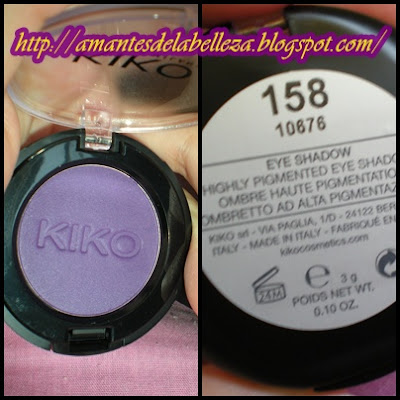 http://amantesdelabelleza.blogspot.com/
KIKO
KIKO
158
10676
EYE SHADOW
HIGHLY PIGMENTED EYE SHADO
OMBRE HAUTE PIGMENTATIO
OMBRETTO AD ALTA PIGMENTAZ
KIKO srl - VIA PAGLIA, 1/D - 24122 BER
ITALY - MADE IN ITALY - FABRIQUÉ EN
ITALY - kikocosmetics.com
24M
e 3 g
POIDS NET WT.
0.10 OZ.